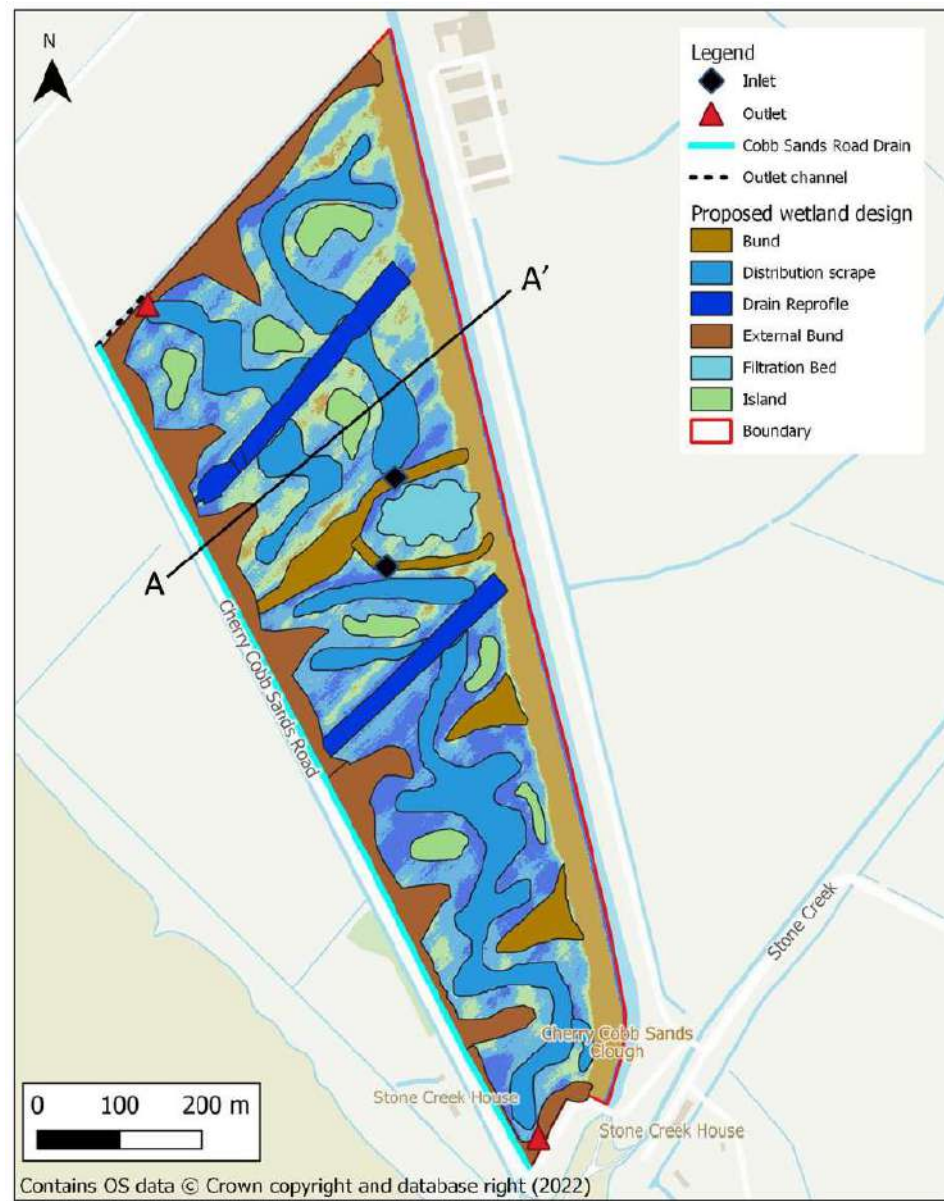 N
Legend
Inlet
Outlet
Cobb Sands Road Drain
Outlet channel
Proposed wetland design
Bund
Distribution scrape
Drain Reprofile
External Bund
Filtration Bed
Island
Boundary
A'
A
Cherry Cobb Sands Road
Stone Creek
Cherry Cobb Sands
Clough
Stone Creek House
Stone Creek House
0 100 200 m
Contains OS data © Crown copyright and database right (2022)